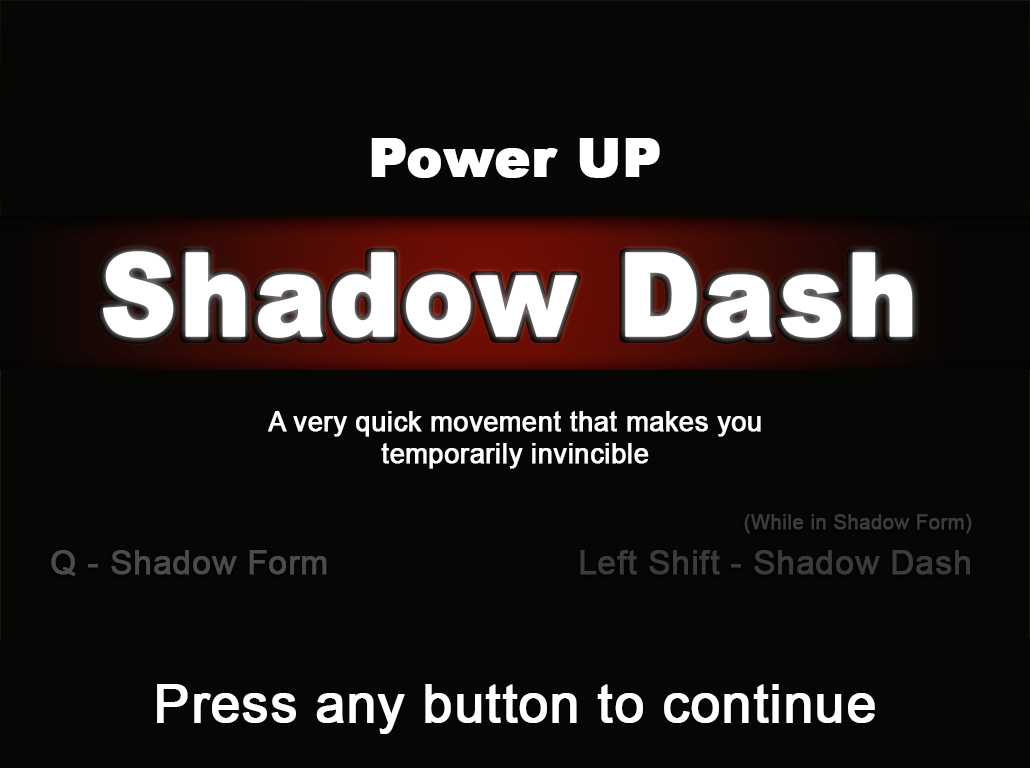 Power UP
Shadow Dash
A very quick movement that makes you
temporarily invincible
(While in Shadow Form)
Q - Shadow Form
Left Shift - Shadow Dash
Press any button to continue